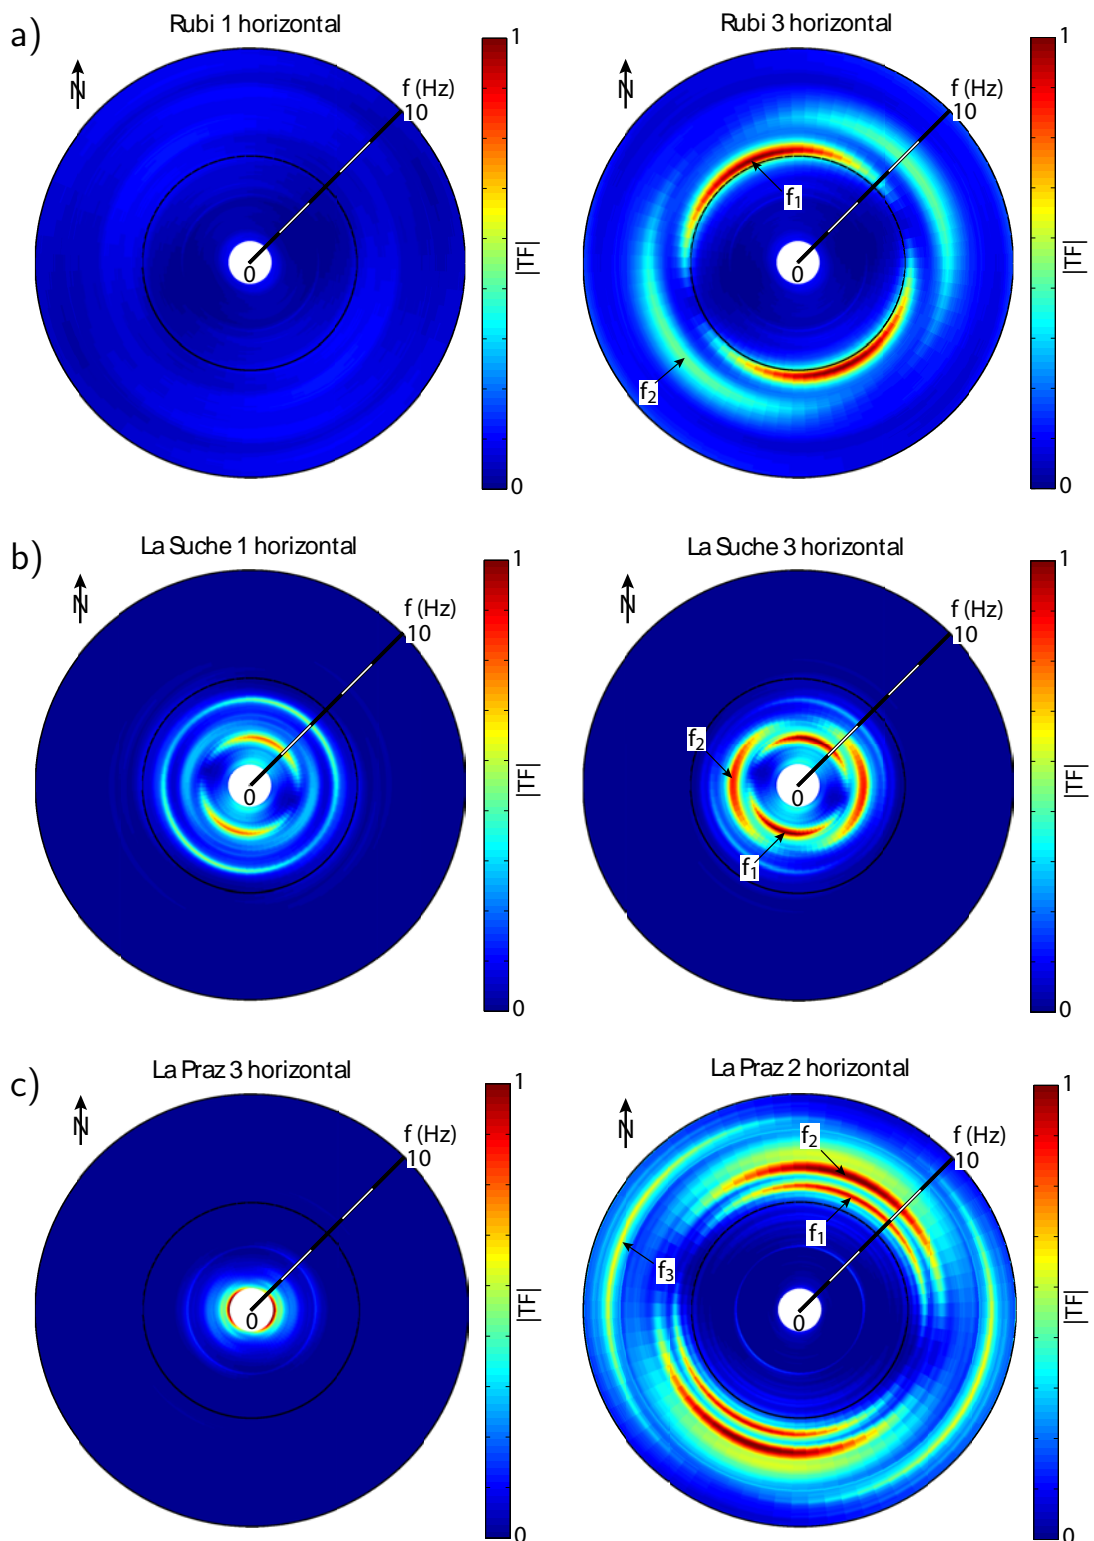 a)
Rubi 1 horizontal
N
f (Hz)
10
0
1
|TF|
0
Rubi 3 horizontal
N
f (Hz)
10
f1
0
f2
1
|TF|
0
b)
La Suche 1 horizontal
N
f (Hz)
10
0
1
|TF|
0
La Suche 3 horizontal
N
f (Hz)
10
f2
0
f1
1
|TF|
0
c)
La Praz 3 horizontal
N
f (Hz)
10
0
1
|TF|
0
La Praz 2 horizontal
N
f (Hz)
10
f2
f1
f3
0
1
|TF|
0